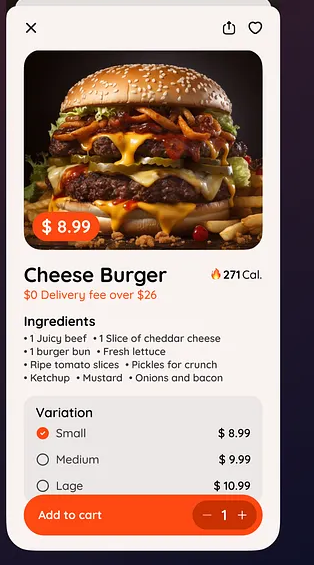 $ 8.99
Cheese Burger
271 Cal.
$0 Delivery fee over $26
Ingredients
• 1 Juicy beef • 1 Slice of cheddar cheese
• 1 burger bun • Fresh lettuce
• Ripe tomato slices • Pickles for crunch
• Ketchup • Mustard • Onions and bacon
Variation
Small $ 8.99
Medium $ 9.99
Lage $ 10.99
Add to cart − 1 +